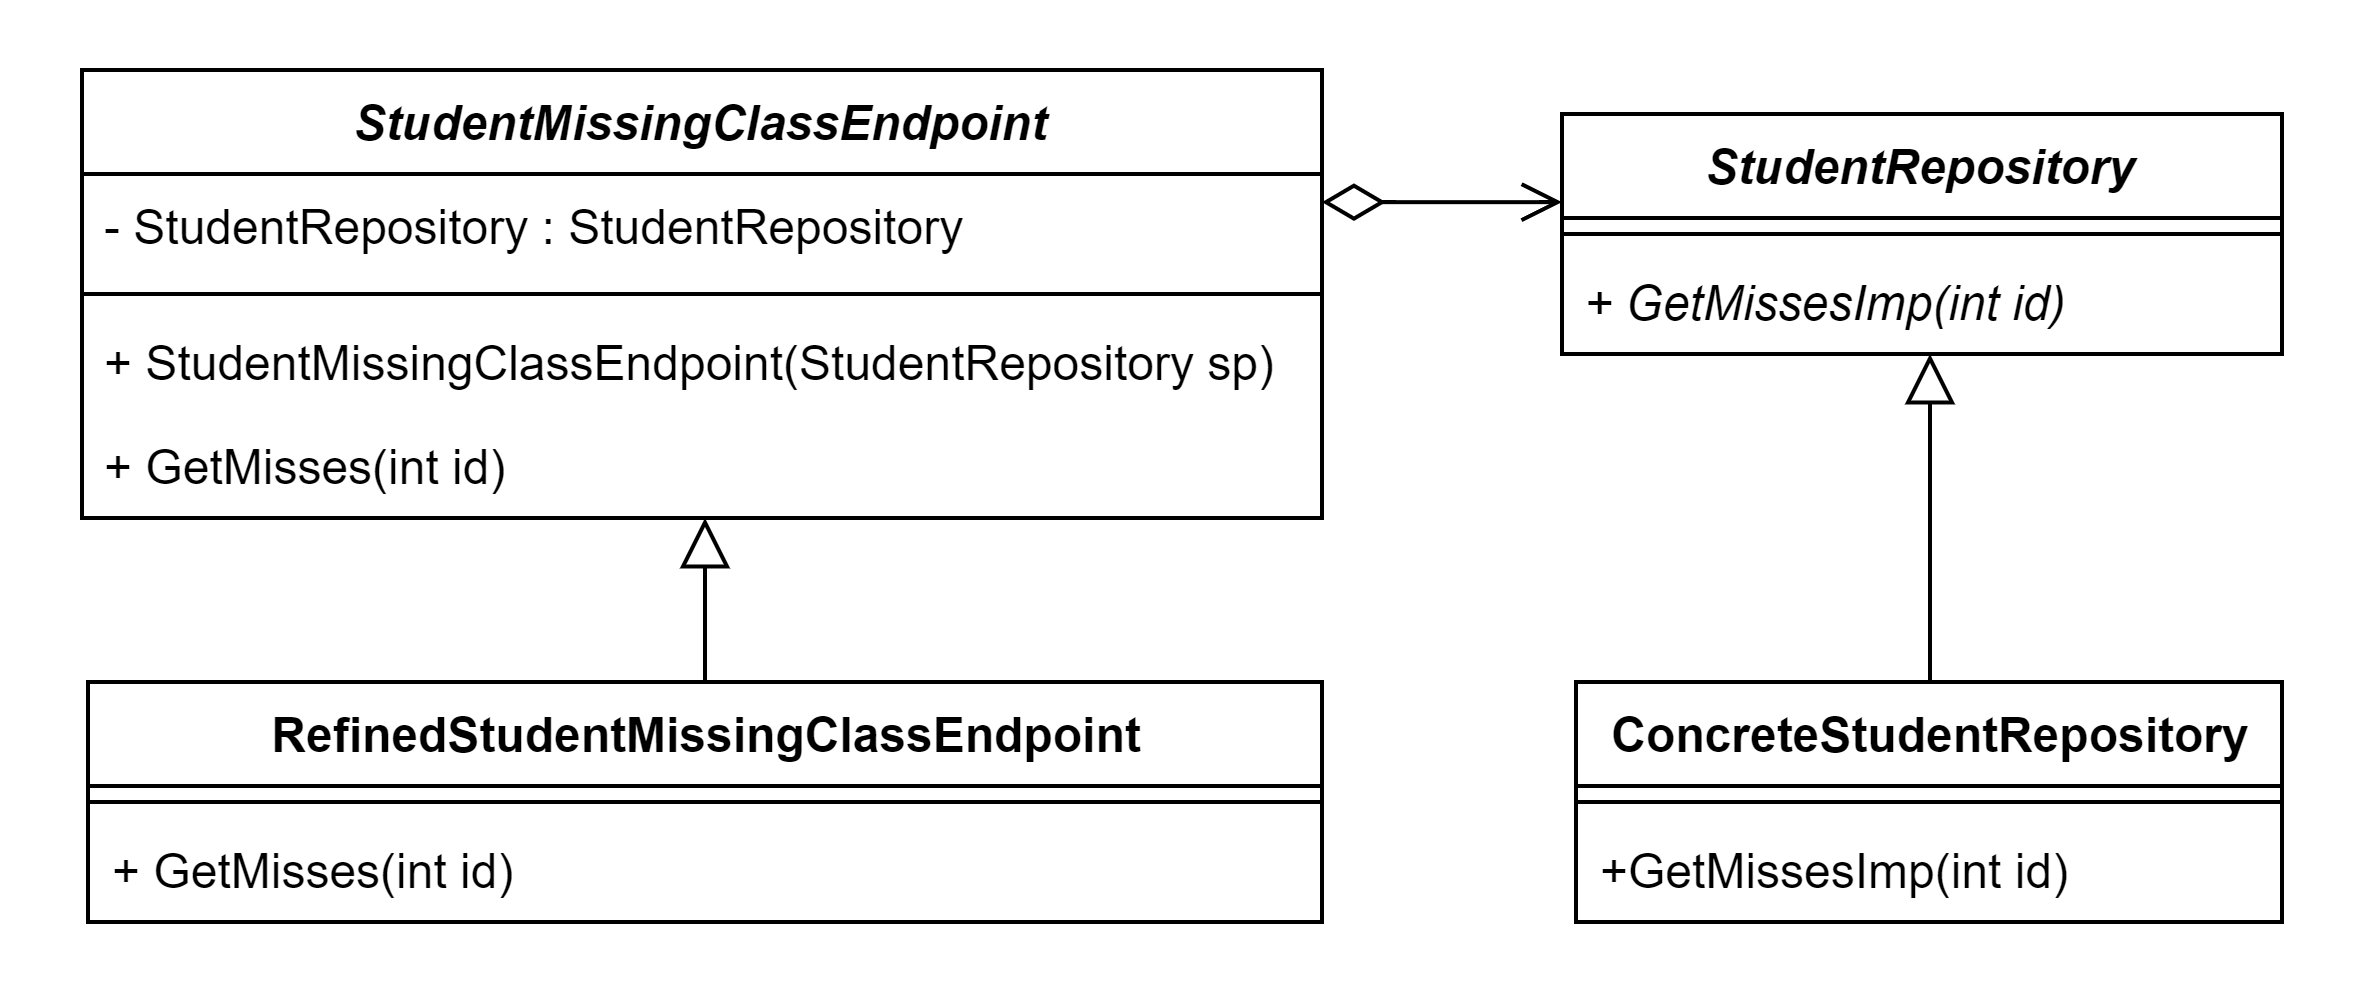 StudentMissingClassEndpoint
- StudentRepository : StudentRepository
+ StudentMissingClassEndpoint(StudentRepository sp)
+ GetMisses(int id)
StudentRepository
+ GetMissesImp(int id)
RefinedStudentMissingClassEndpoint
+ GetMisses(int id)
ConcreteStudentRepository
+GetMissesImp(int id)